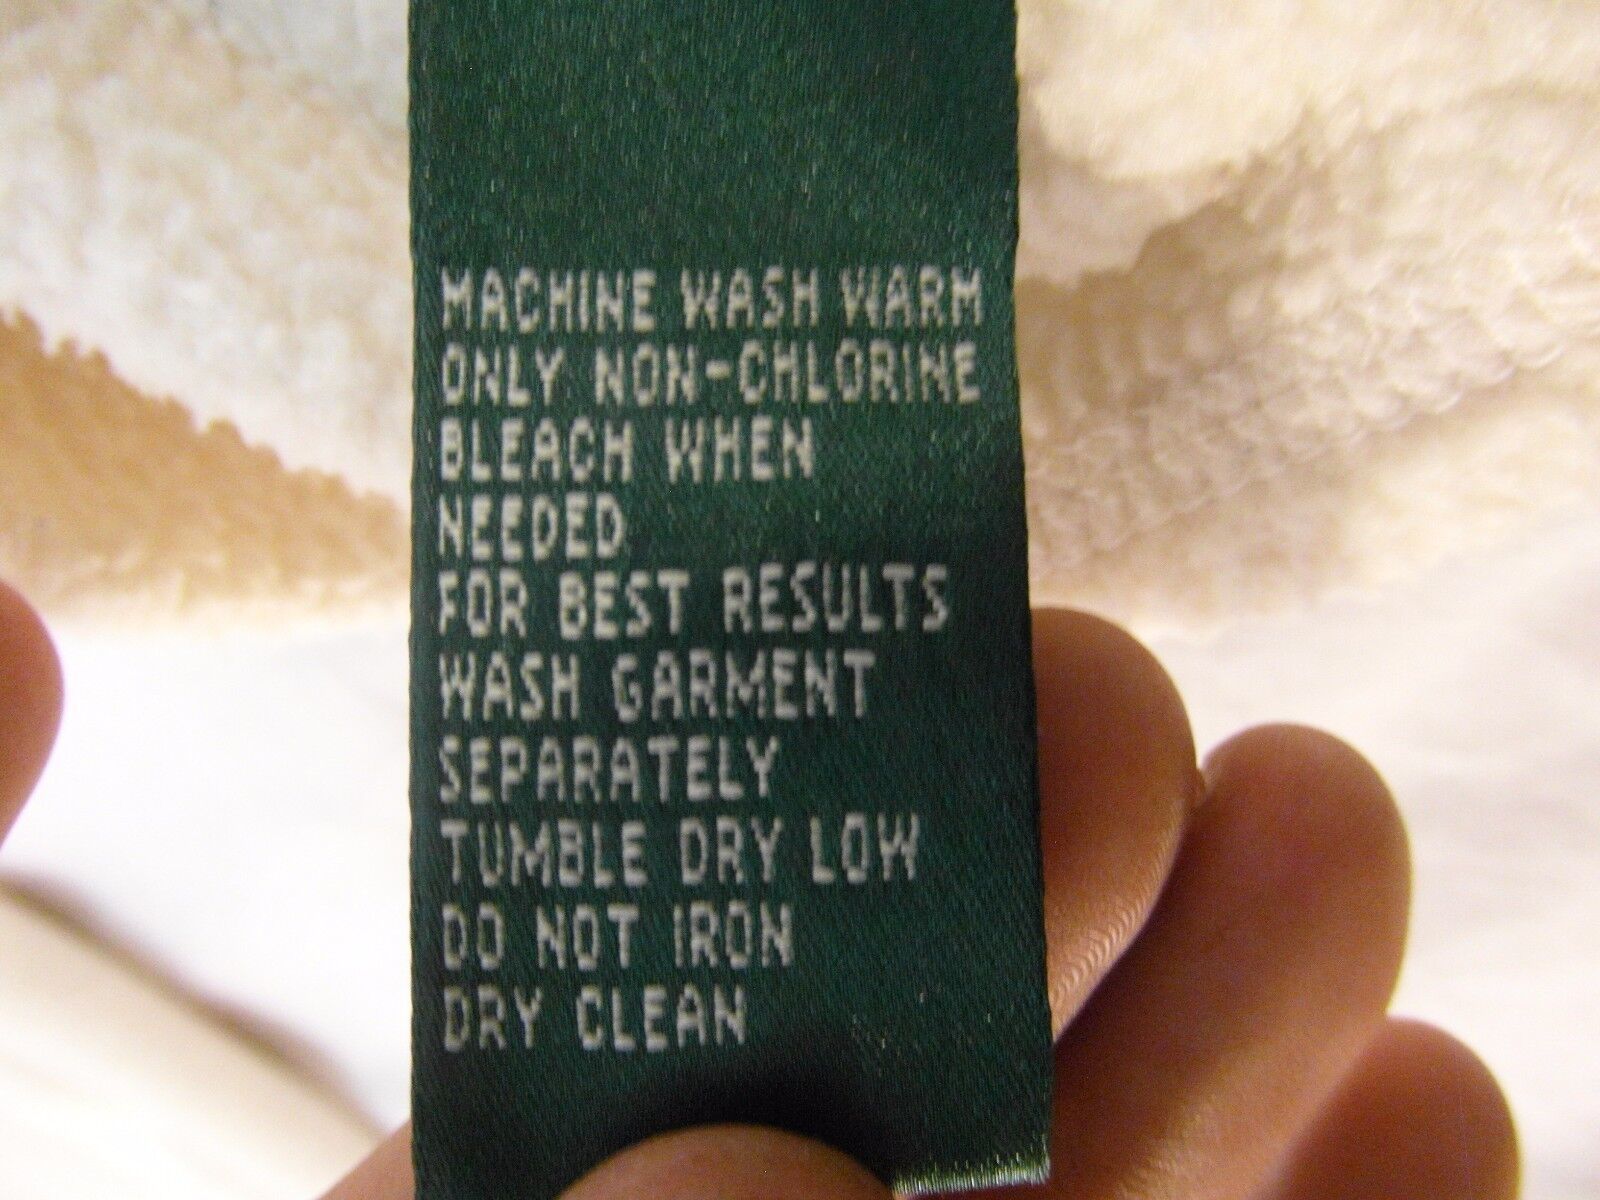 MACHINE WASH WARM
ONLY NON-CHLORINE
BLEACH WHEN
NEEDED
FOR BEST RESULTS
WASH GARMENT
SEPARATELY
TUMBLE DRY LOW
DO NOT IRON
DRY CLEAN